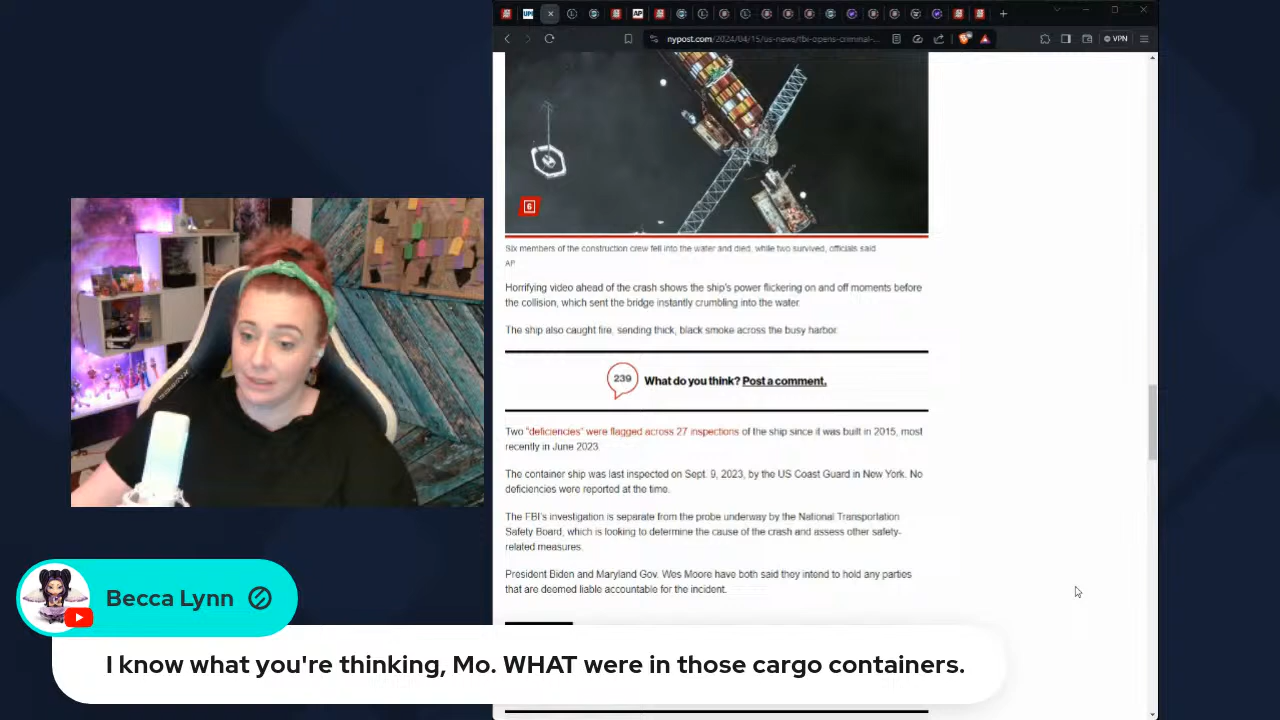 nypost.com/2024/04/15/us-news/fbi-opens-criminal-...
VPN
6
Six members of the construction crew fell into the water and died, while two survived, officials said
AP
Horrifying video ahead of the crash shows the ship's power flickering on and off moments before
the collision, which sent the bridge instantly crumbling into the water.
The ship also caught fire, sending thick, black smoke across the busy harbor.
239
What do you think? Post a comment.
Two "deficiencies" were flagged across 27 inspections of the ship since it was built in 2015, most
recently in June 2023.
The container ship was last inspected on Sept. 9, 2023, by the US Coast Guard in New York. No
deficiencies were reported at the time.
The FBI's investigation is separate from the probe underway by the National Transportation
Safety Board, which is looking to determine the cause of the crash and assess other safety-
related measures.
President Biden and Maryland Gov. Wes Moore have both said they intend to hold any parties
that are deemed liable accountable for the incident.
Becca Lynn
I know what you're thinking, Mo. WHAT were in those cargo containers.